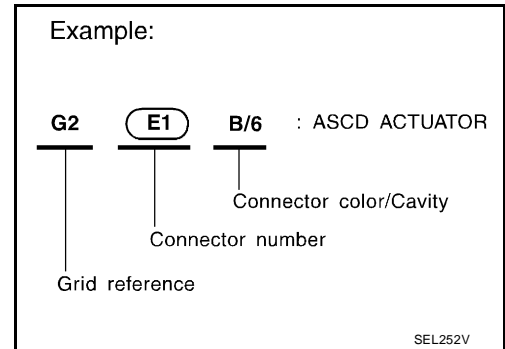 Example:
G2 E1 B/6 : ASCD ACTUATOR
Connector color/Cavity
Connector number
Grid reference
SEL252V